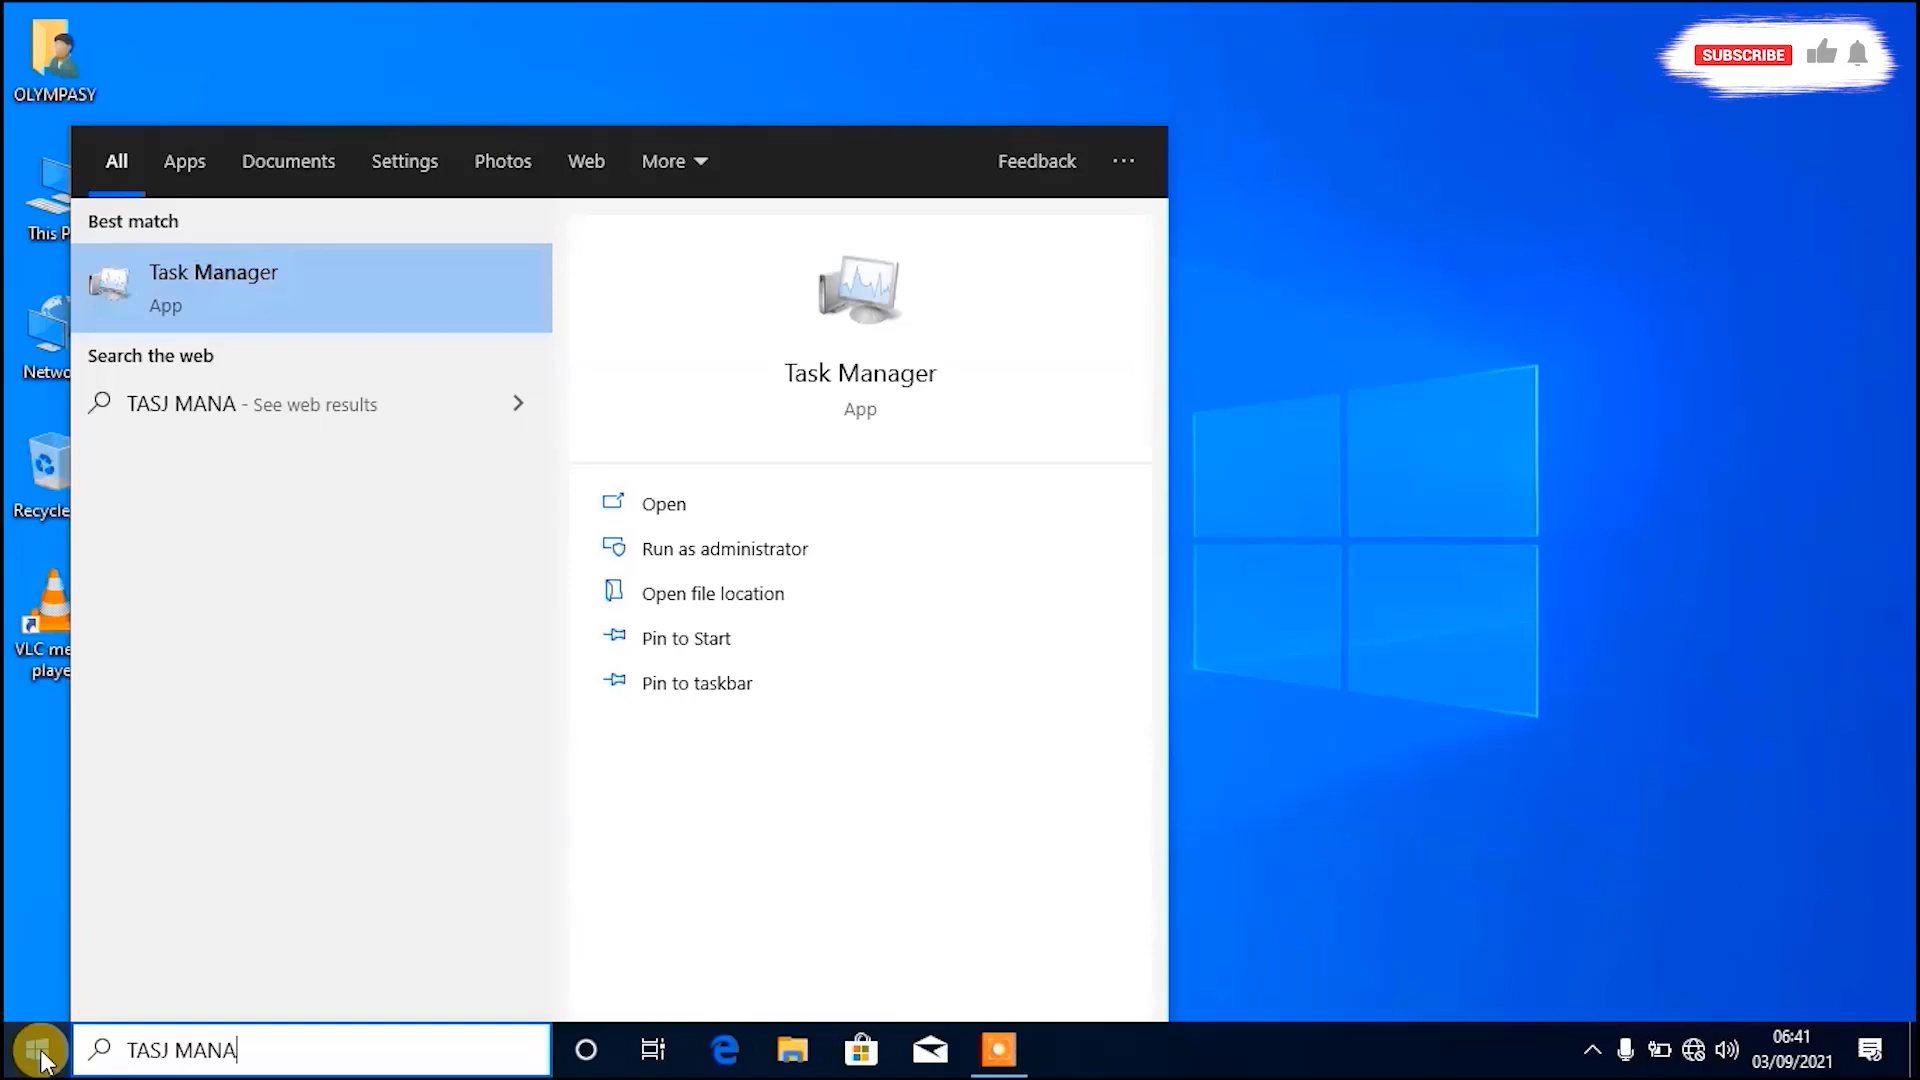 OLYMPASY
SUBSCRIBE
All Apps Documents Settings Photos Web More Feedback
Best match
Task Manager
App
Search the web
TASJ MANA - See web results
Task Manager
App
Open
Run as administrator
Open file location
Pin to Start
Pin to taskbar
This P
Netwo
Recycle
VLC me
playe
TASJ MANA
06:41
03/09/2021